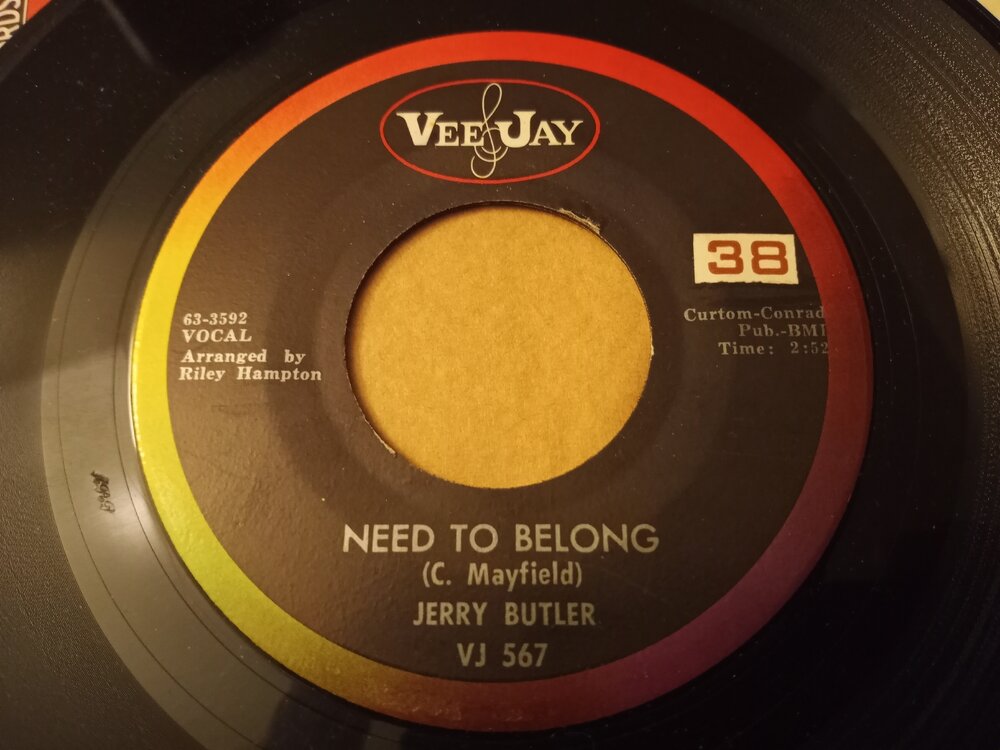 VEE JAY
38
63-3592
VOCAL
Arranged by
Riley Hampton
Curtom-Conrad
Pub.-BMI
Time: 2:52
NEED TO BELONG
(C. Mayfield)
JERRY BUTLER
VJ 567